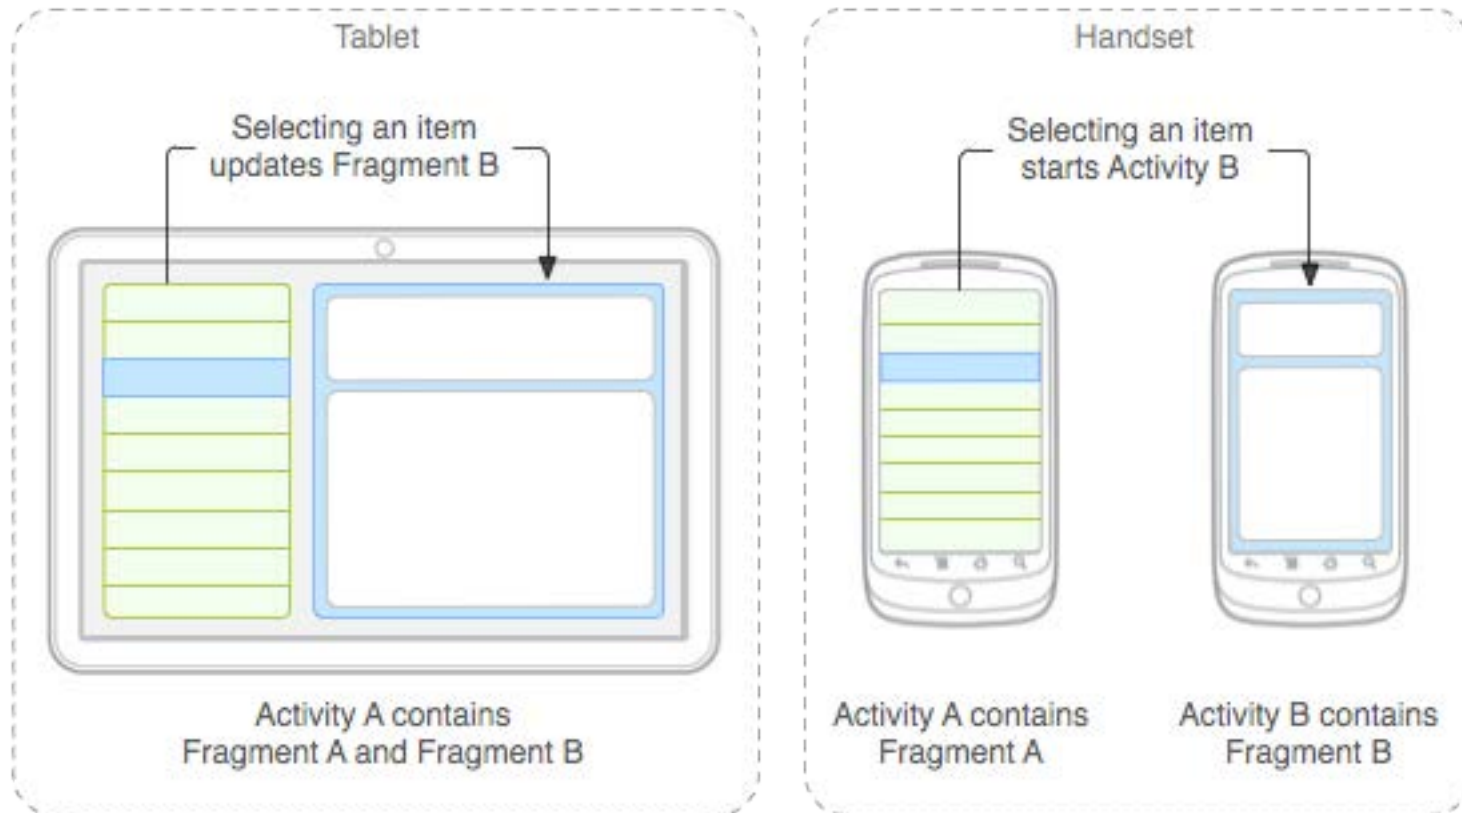 Tablet
Selecting an item
updates Fragment B
Activity A contains
Fragment A and Fragment B
Handset
Selecting an item
starts Activity B
Activity A contains
Fragment A
Activity B contains
Fragment B